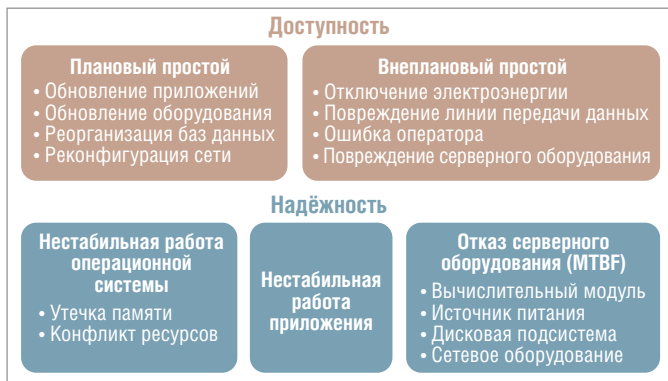 Доступность
Плановый простой
• Обновление приложений
• Обновление оборудования
• Реорганизация баз данных
• Реконфигурация сети
Внеплановый простой
• Отключение электроэнергии
• Повреждение линии передачи данных
• Ошибка оператора
• Повреждение серверного оборудования
Надёжность
Нестабильная работа
операционной
системы
• Утечка памяти
• Конфликт ресурсов
Нестабильная
работа
приложения
Отказ серверного
оборудования (MTBF)
• Вычислительный модуль
• Источник питания
• Дисковая подсистема
• Сетевое оборудование